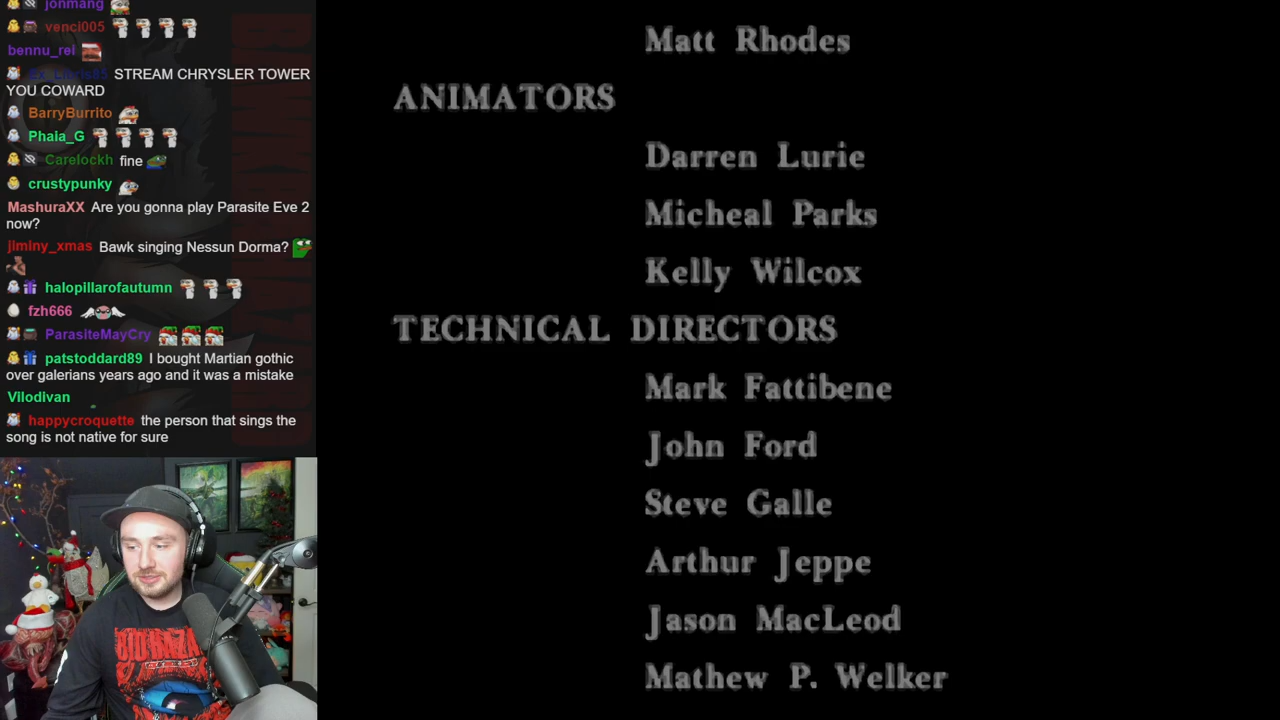 jonmang
venci005
bennu_rei
Ex_Lurris85 STREAM CHRYSLER TOWER
YOU COWARD
BarryBurrito
Phaia_G
Carelockh fine
crustypunky
MashuraXX Are you gonna play Parasite Eve 2
now?
jiminy_xmas Bawk singing Nessun Dorma?
halopillarofautumn
fzh666
ParasiteMayCry
patstoddard89 I bought Martian gothic
over galerians years ago and it was a mistake
Vilodivan
happycroquette the person that sings the
song is not native for sure
Matt Rhodes
ANIMATORS
Darren Lurie
Micheal Parks
Kelly Wilcox
TECHNICAL DIRECTORS
Mark Fattibene
John Ford
Steve Galle
Arthur Jeppe
Jason MacLeod
Mathew P. Welker